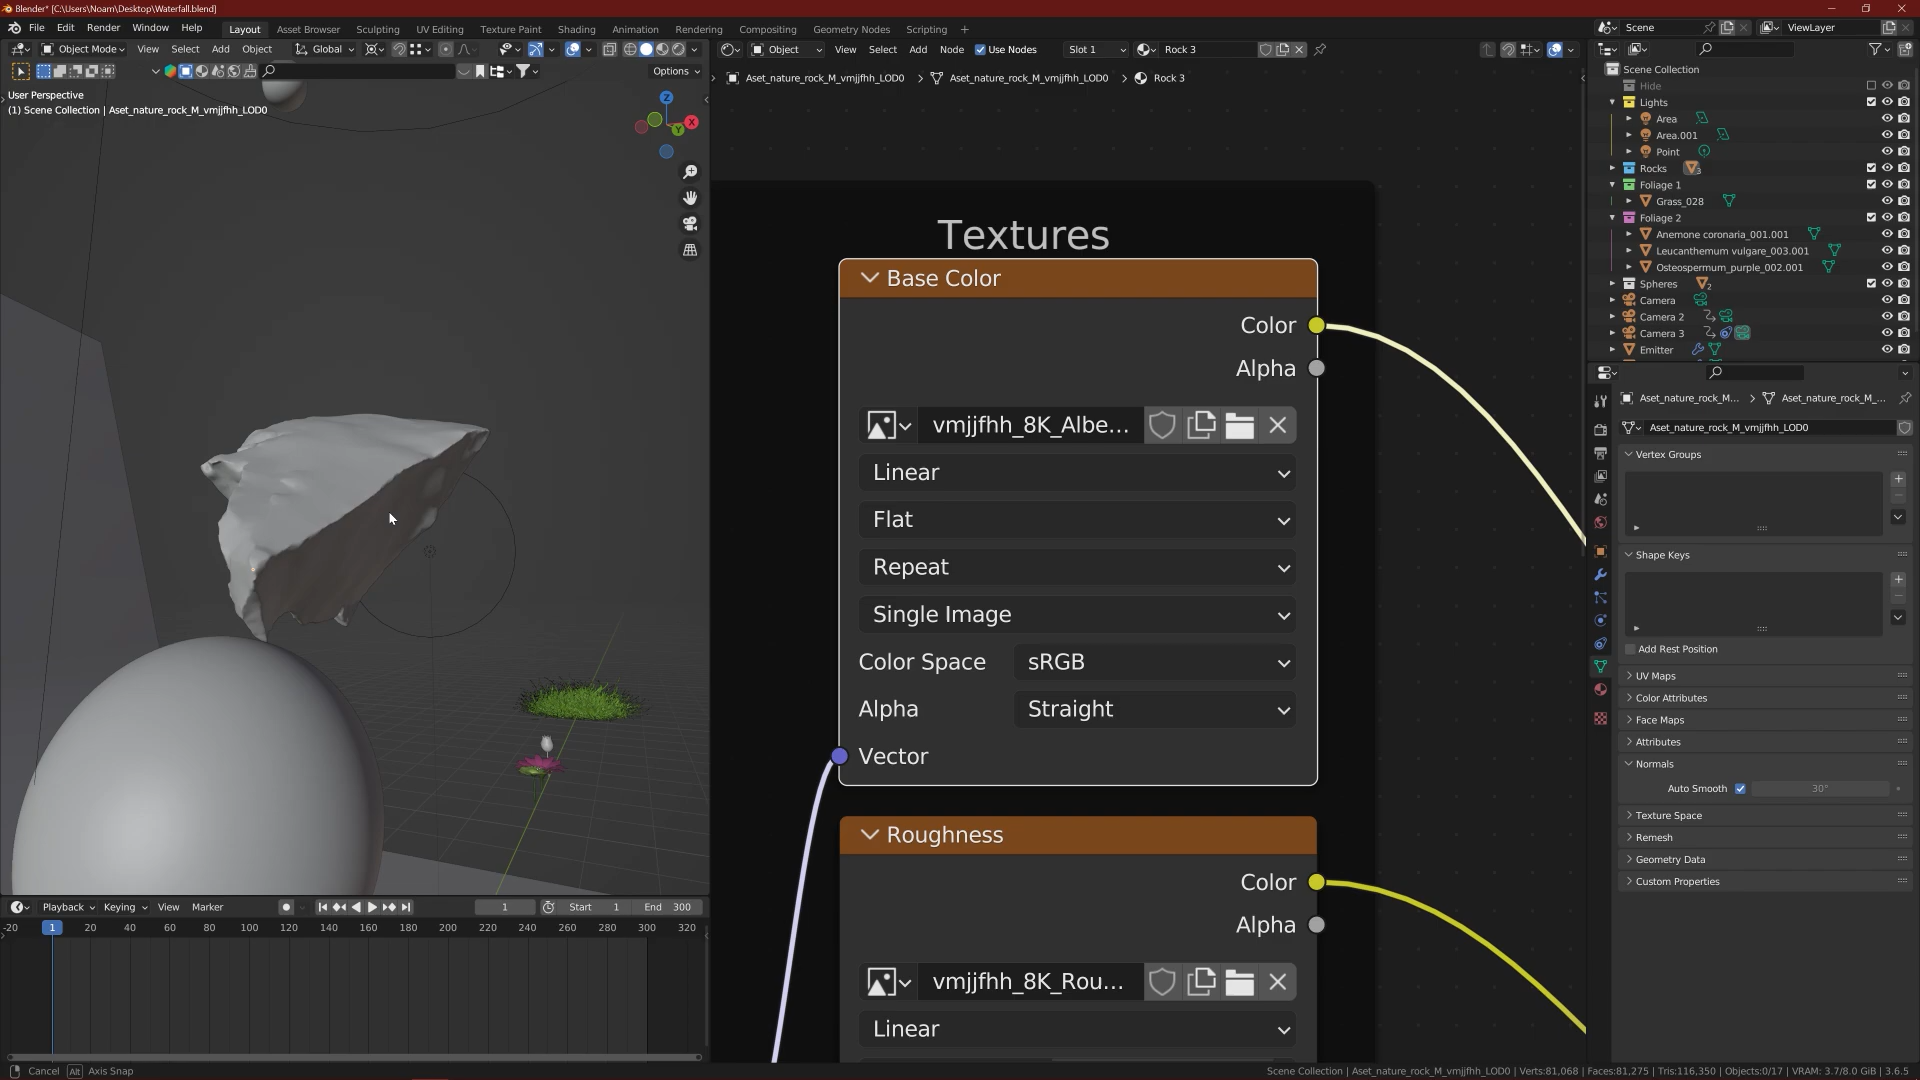 Blender* [C:\Users\Noam\Desktop\Waterfall.blend]
File Edit Render Window Help Layout Asset Browser Sculpting UV Editing Texture Paint Shading Animation Rendering Compositing Geometry Nodes Scripting + Scene ViewLayer
Object Mode View Select Add Object Global Object View Select Add Node Use Nodes Slot 1 Rock 3
Options
Aset_nature_rock_M_vmjjfhh_LOD0 > Aset_nature_rock_M_vmjjfhh_LOD0 > Rock 3
User Perspective
(1) Scene Collection | Aset_nature_rock_M_vmjjfhh_LOD0
Z
X
Y
Textures
Base Color
Color
Alpha
vmjjfhh_8K_Albe...
Linear
Flat
Repeat
Single Image
Color Space sRGB
Alpha Straight
Vector
Roughness
Color
Alpha
vmjjfhh_8K_Rou...
Linear
Scene Collection
Hide
Lights
Area
Area.001
Point
Rocks 3
Foliage 1
Grass_028
Foliage 2
Anemone coronaria_001.001
Leucanthemum vulgare_003.001
Osteospermum_purple_002.001
Spheres 2
Camera
Camera 2
Camera 3
Emitter
Aset_nature_rock_M... > Aset_nature_rock_M_...
Aset_nature_rock_M_vmjjfhh_LOD0
Vertex Groups
Shape Keys
Add Rest Position
UV Maps
Color Attributes
Face Maps
Attributes
Normals
Auto Smooth 30°
Texture Space
Remesh
Geometry Data
Custom Properties
Playback Keying View Marker 1 Start 1 End 300
-20 1 20 40 60 80 100 120 140 160 180 200 220 240 260 280 300 320
Cancel Alt Axis Snap
Scene Collection | Aset_nature_rock_M_vmjjfhh_LOD0 | Verts:81,068 | Faces:81,275 | Tris:116,350 | Objects:0/17 | VRAM: 3.7/8.0 GiB | 3.6.5